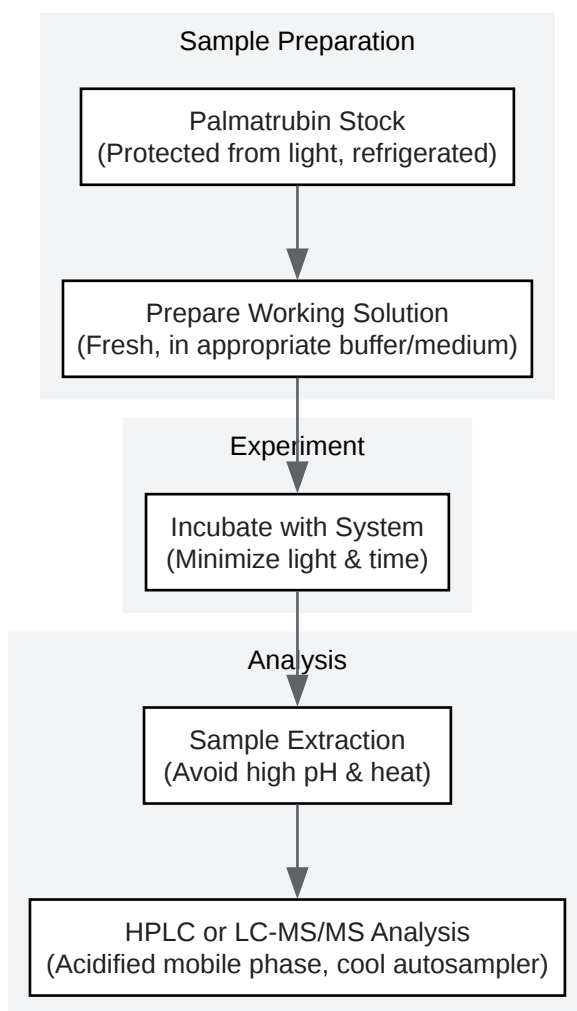 Sample Preparation
Palmatrubin Stock
(Protected from light, refrigerated)
Prepare Working Solution
(Fresh, in appropriate buffer/medium)
Experiment
Incubate with System
(Minimize light & time)
Analysis
Sample Extraction
(Avoid high pH & heat)
HPLC or LC-MS/MS Analysis
(Acidified mobile phase, cool autosampler)